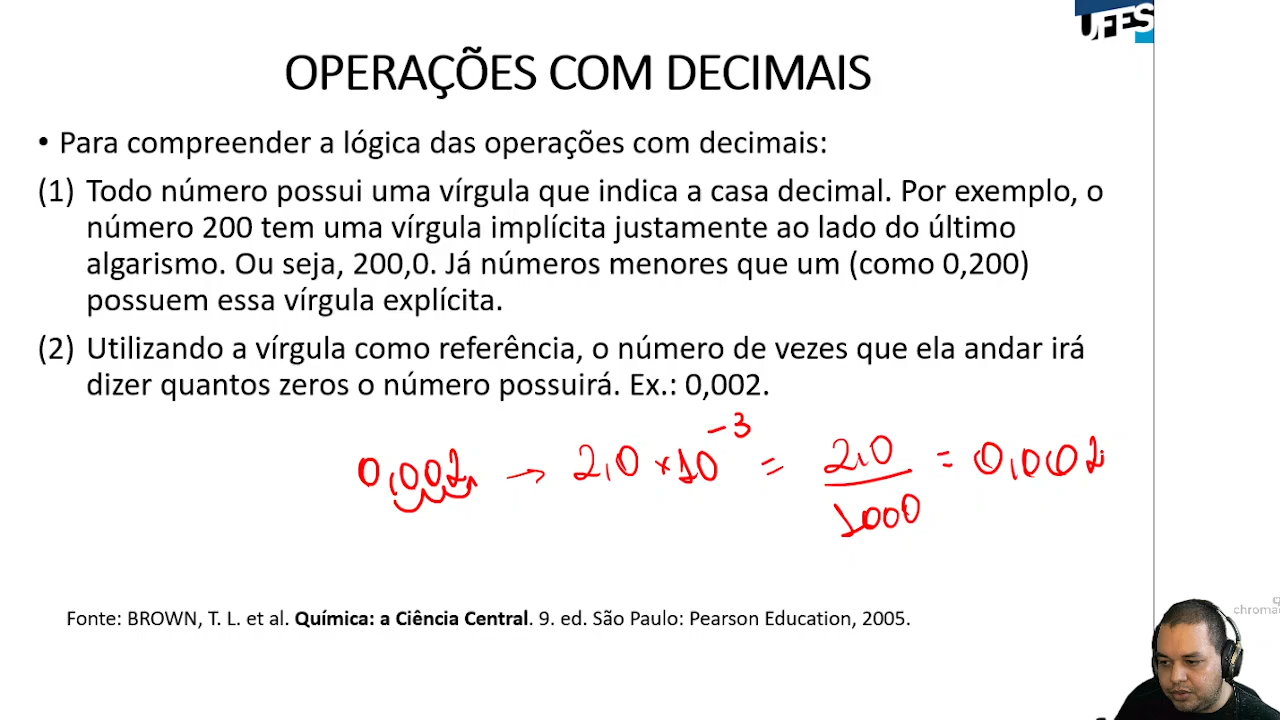 UFES
OPERAÇÕES COM DECIMAIS
• Para compreender a lógica das operações com decimais:
(1) Todo número possui uma vírgula que indica a casa decimal. Por exemplo, o
número 200 tem uma vírgula implícita justamente ao lado do último
algarismo. Ou seja, 200,0. Já números menores que um (como 0,200)
possuem essa vírgula explícita.
(2) Utilizando a vírgula como referência, o número de vezes que ela andar irá
dizer quantos zeros o número possuirá. Ex.: 0,002.
0,002 → 2,0 × 10⁻³ = 2,0/1000 = 0,002
Fonte: BROWN, T. L. et al. Química: a Ciência Central. 9. ed. São Paulo: Pearson Education, 2005.